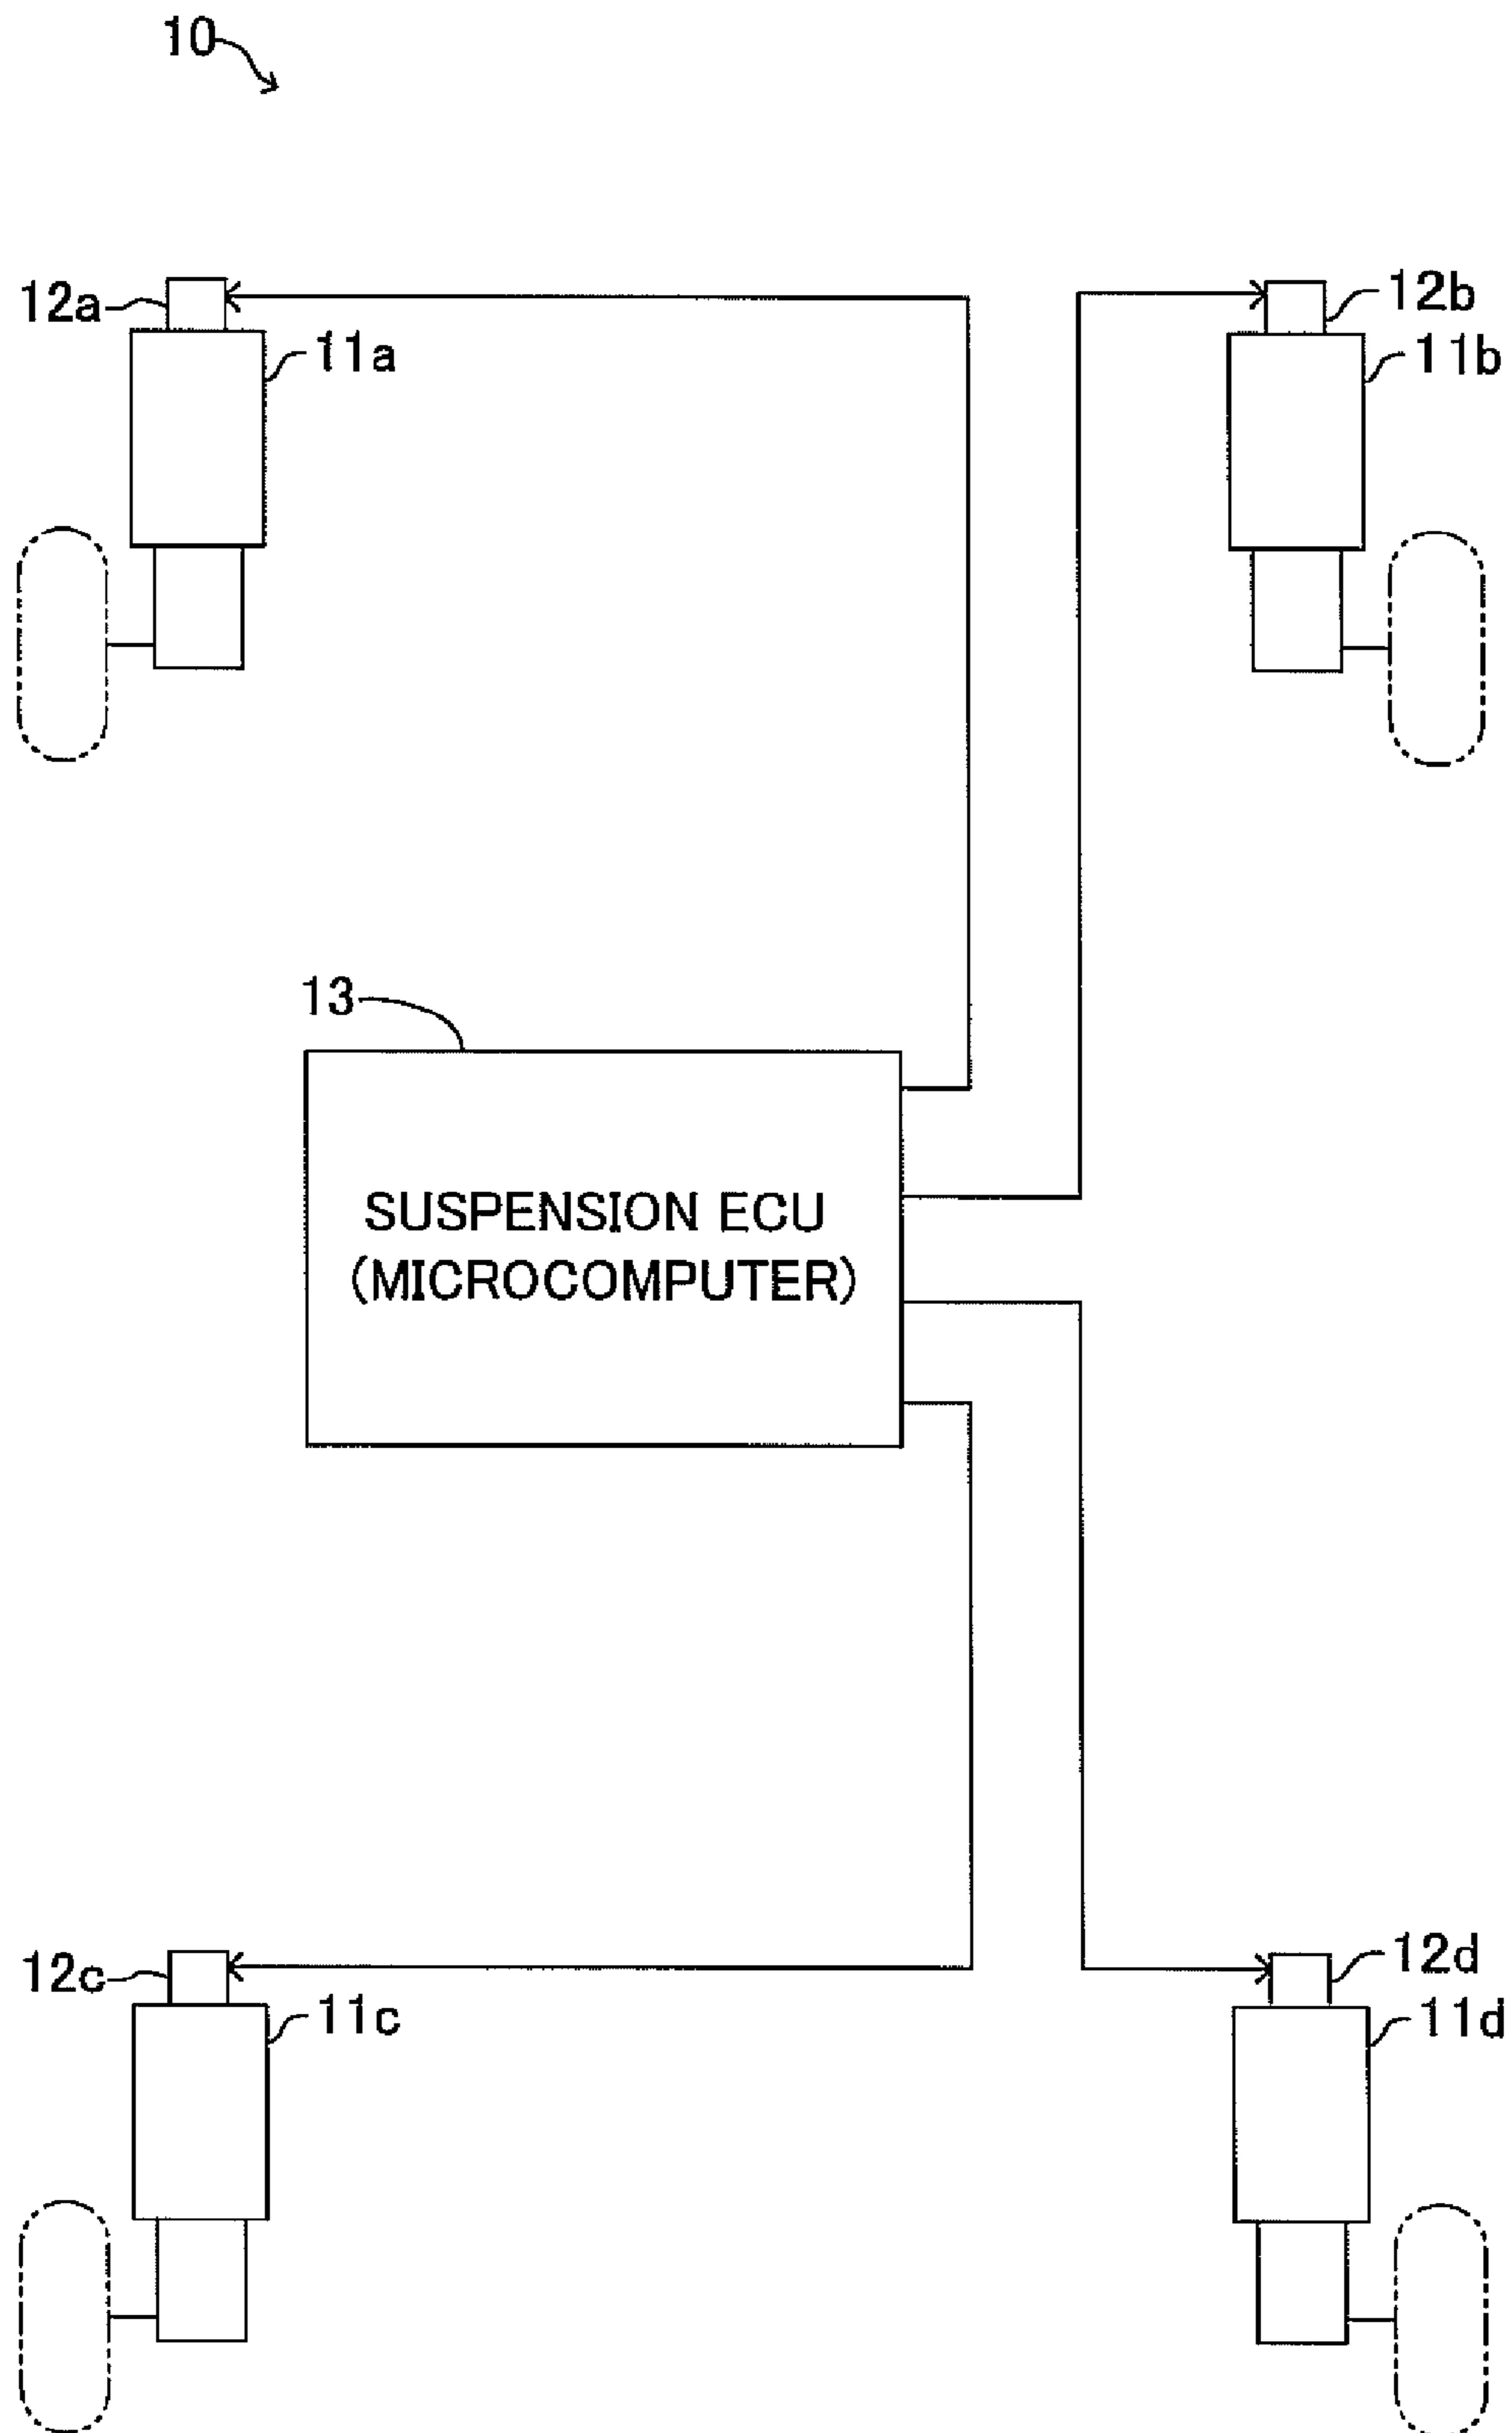 10
12a
12b
11a
11b
13
SUSPENSION ECU
(MICROCOMPUTER)
12c
12d
11c
11d